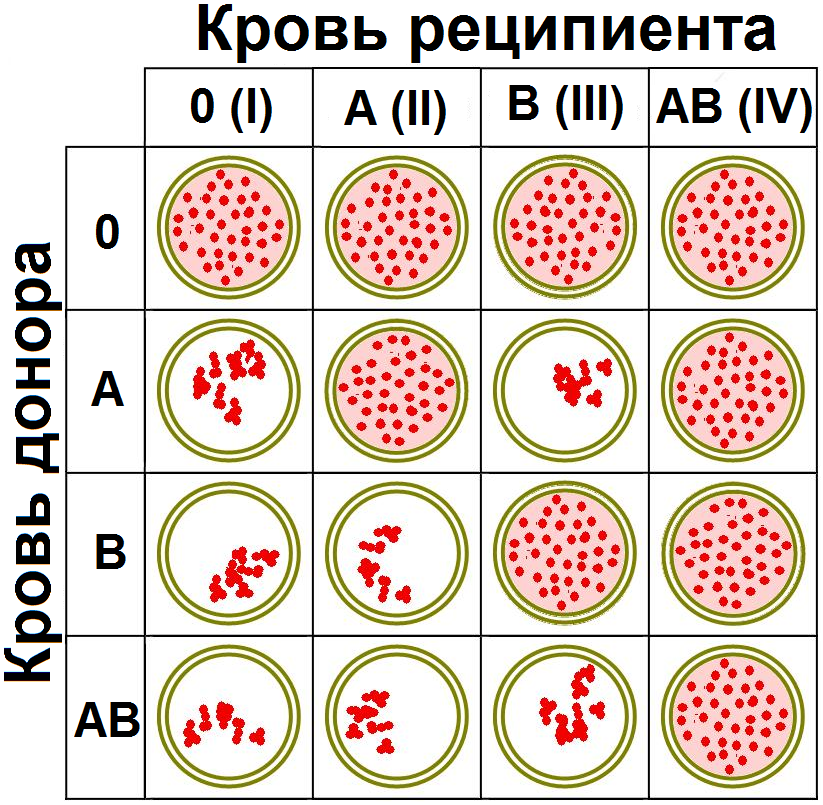 Кровь реципиента
0 (I)
A (II)
B (III)
AB (IV)
Кровь донора
0
A
B
AB